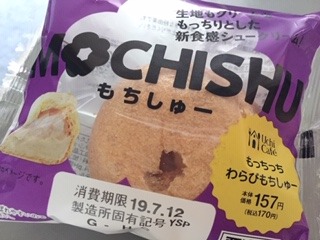 生地もクリ
もっちりとした
新食感シュー
MOCHISHU
もちしゅー
Uchi
Café
もっちっち
わらびもちしゅー
本体
価格 157円
(税込170円)
消費期限 19.7.12
製造所固有記号 YSP